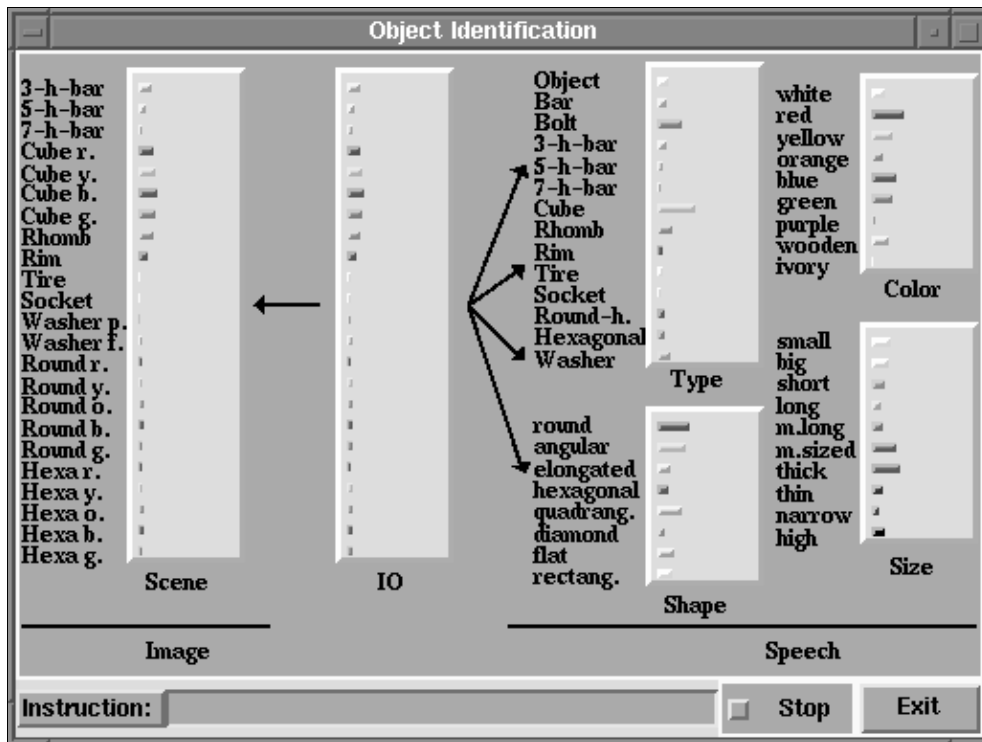 Object Identification
3-h-bar
5-h-bar
7-h-bar
Cube r.
Cube y.
Cube b.
Cube g.
Rhomb
Rim
Tire
Socket
Washer p.
Washer f.
Round r.
Round y.
Round o.
Round b.
Round g.
Hexa r.
Hexa y.
Hexa o.
Hexa b.
Hexa g.
Scene
Image
IO
Object
Bar
Bolt
3-h-bar
5-h-bar
7-h-bar
Cube
Rhomb
Rim
Tire
Socket
Round-h.
Hexagonal
Washer
Type
round
angular
elongated
hexagonal
quadrang.
diamond
flat
rectang.
Shape
white
red
yellow
orange
blue
green
purple
wooden
ivory
Color
small
big
short
long
m.long
m.sized
thick
thin
narrow
high
Size
Speech
Instruction:
Stop
Exit